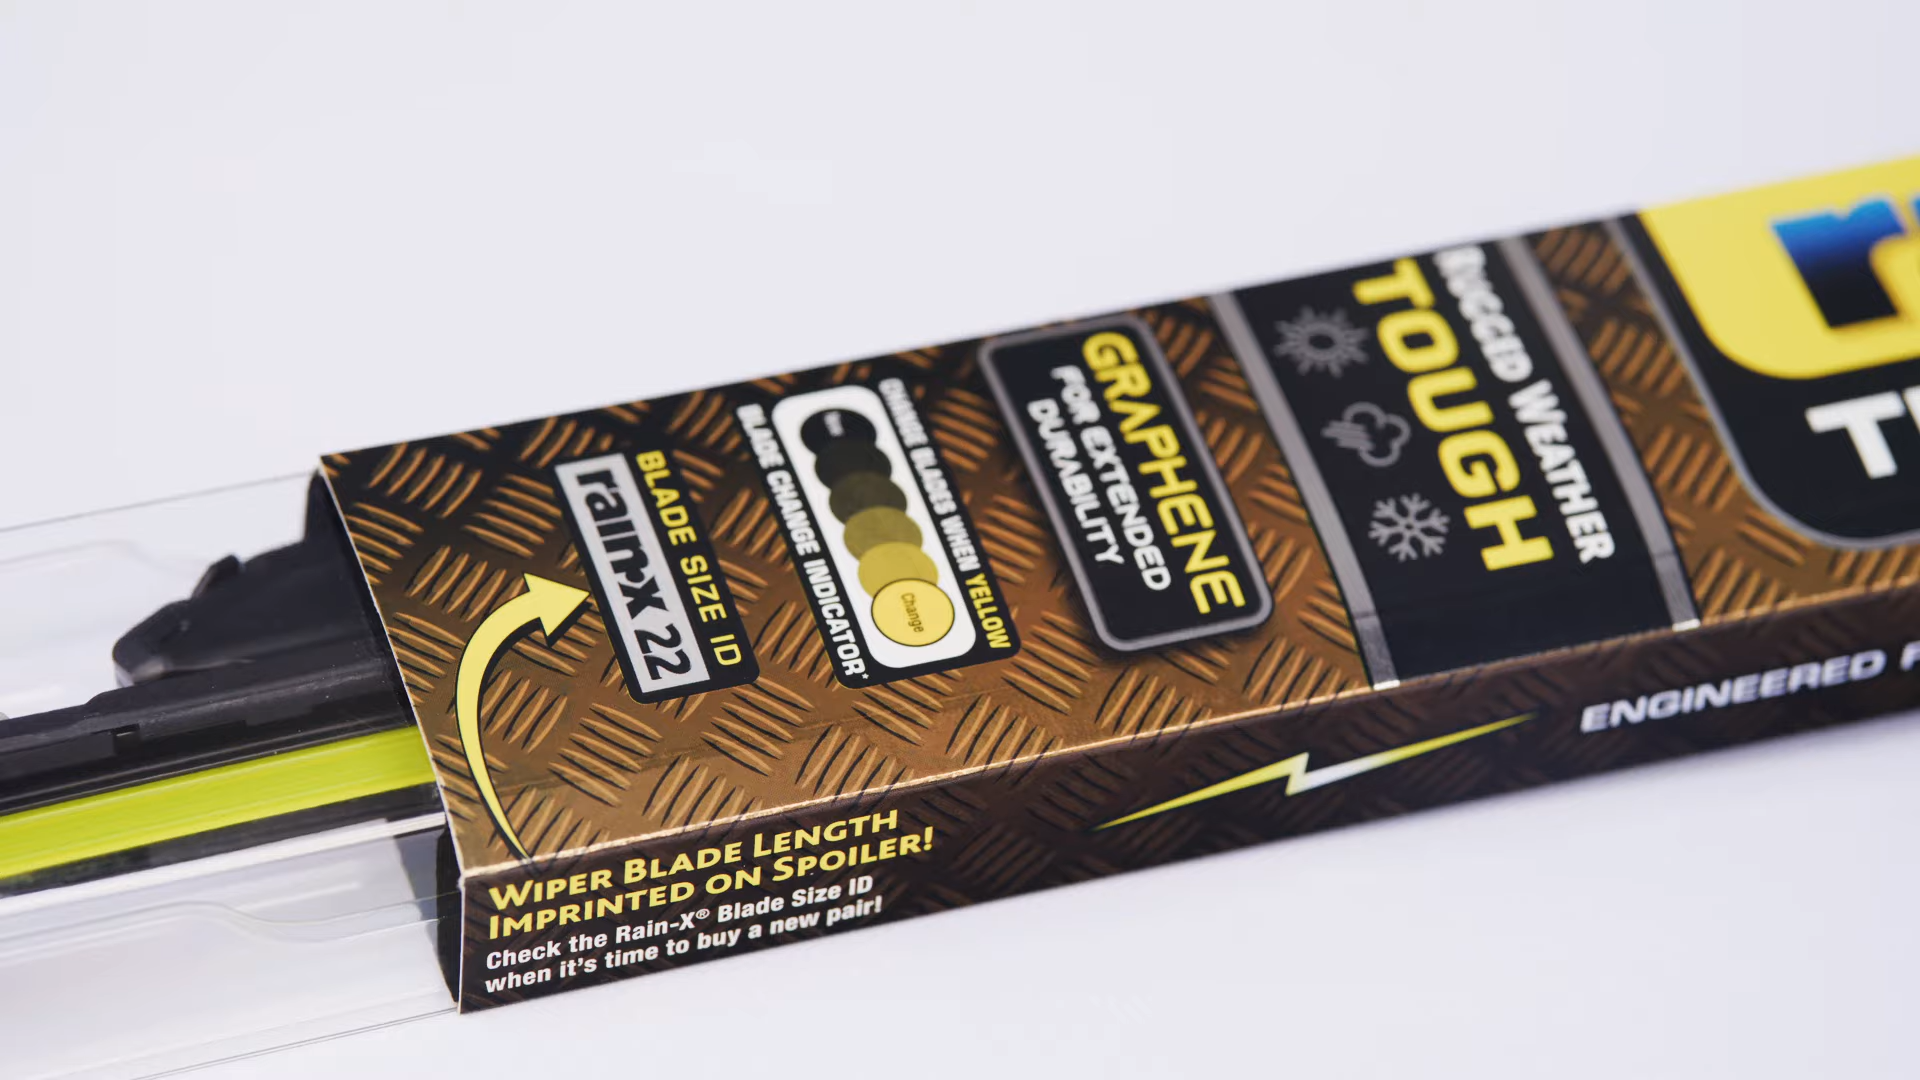 BLADE SIZE ID
rain-x 22
CHANGE BLADES WHEN YELLOW
Change
BLADE CHANGE INDICATOR*
GRAPHENE
FOR EXTENDED
DURABILITY
RUGGED WEATHER
TOUGH
ENGINEERED
WIPER BLADE LENGTH
IMPRINTED ON SPOILER!
Check the Rain-X® Blade Size ID
when it's time to buy a new pair!